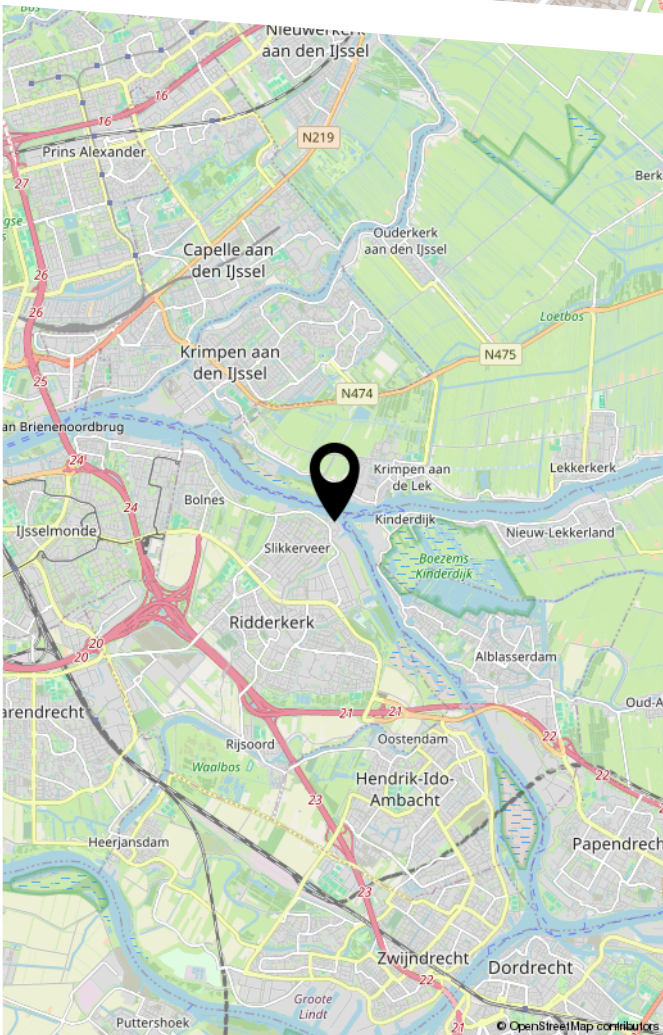 Bos
Nieuwerkerk
aan den IJssel
16
16
N219
Prins Alexander
27
Berk
gse
s
Ouderkerk
aan den IJssel
Capelle aan
den IJssel
26
26
Loetbos
Krimpen aan
den IJssel
N475
25
N474
an Brienenoordbrug
24
Krimpen aan
de Lek
Lekkerkerk
Bolnes
24
Kinderdijk
IJsselmonde
Nieuw-Lekkerland
Slikkerveer
Boezems
Kinderdijk
Ridderkerk
20
20
Alblasserdam
arendrecht
21
21
Oud-A
22
Rijsoord
Oostendam
Waalbos
22
Hendrik-Ido-
Ambacht
23
Heerjansdam
Papendrech
23
Zwijndrecht
Dordrecht
22
Groote
Lindt
Puttershoek
21
© OpenStreetMap contributors